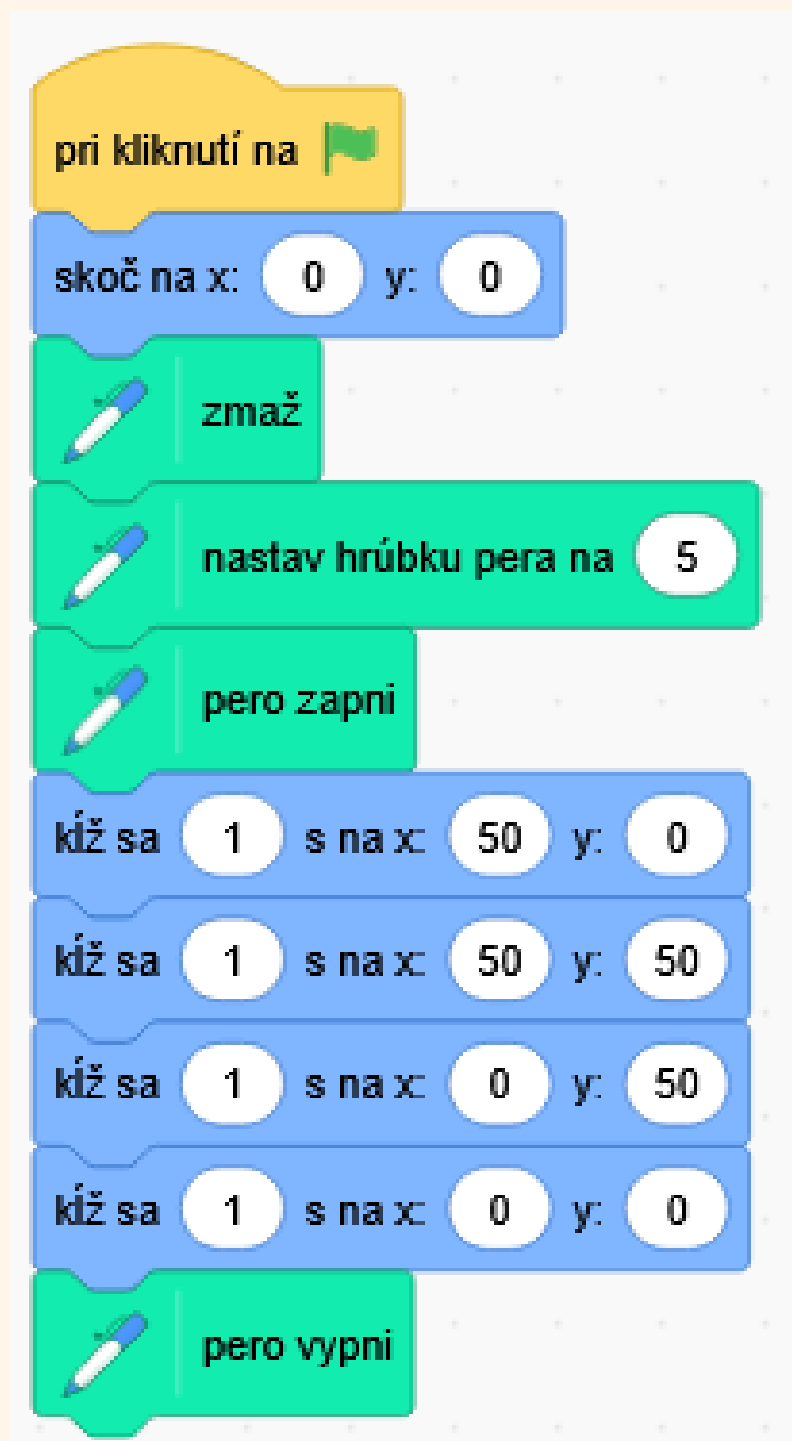 pri kliknutí na
skoč na x: 0 y: 0
zmaž
nastav hrúbku pera na 5
pero zapni
kĺž sa 1 s na x: 50 y: 0
kĺž sa 1 s na x: 50 y: 50
kĺž sa 1 s na x: 0 y: 50
kĺž sa 1 s na x: 0 y: 0
pero vypni